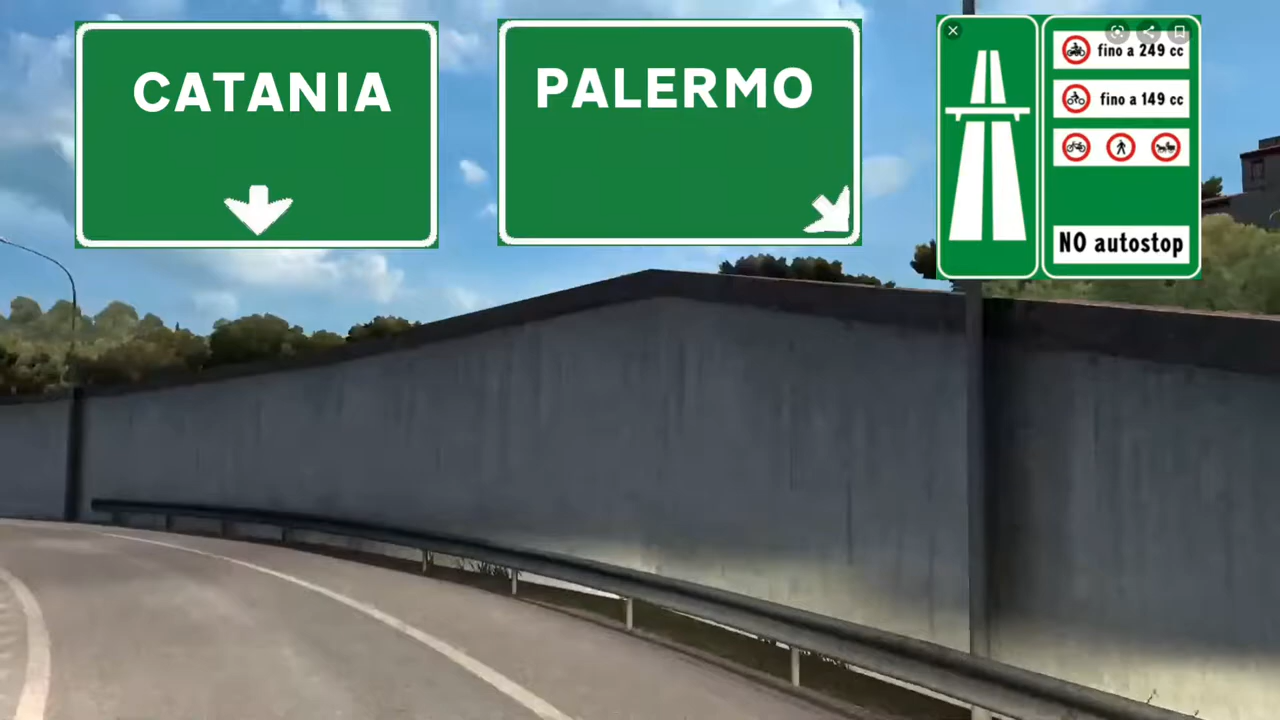 CATANIA
PALERMO
fino a 249 cc
fino a 149 cc
NO autostop